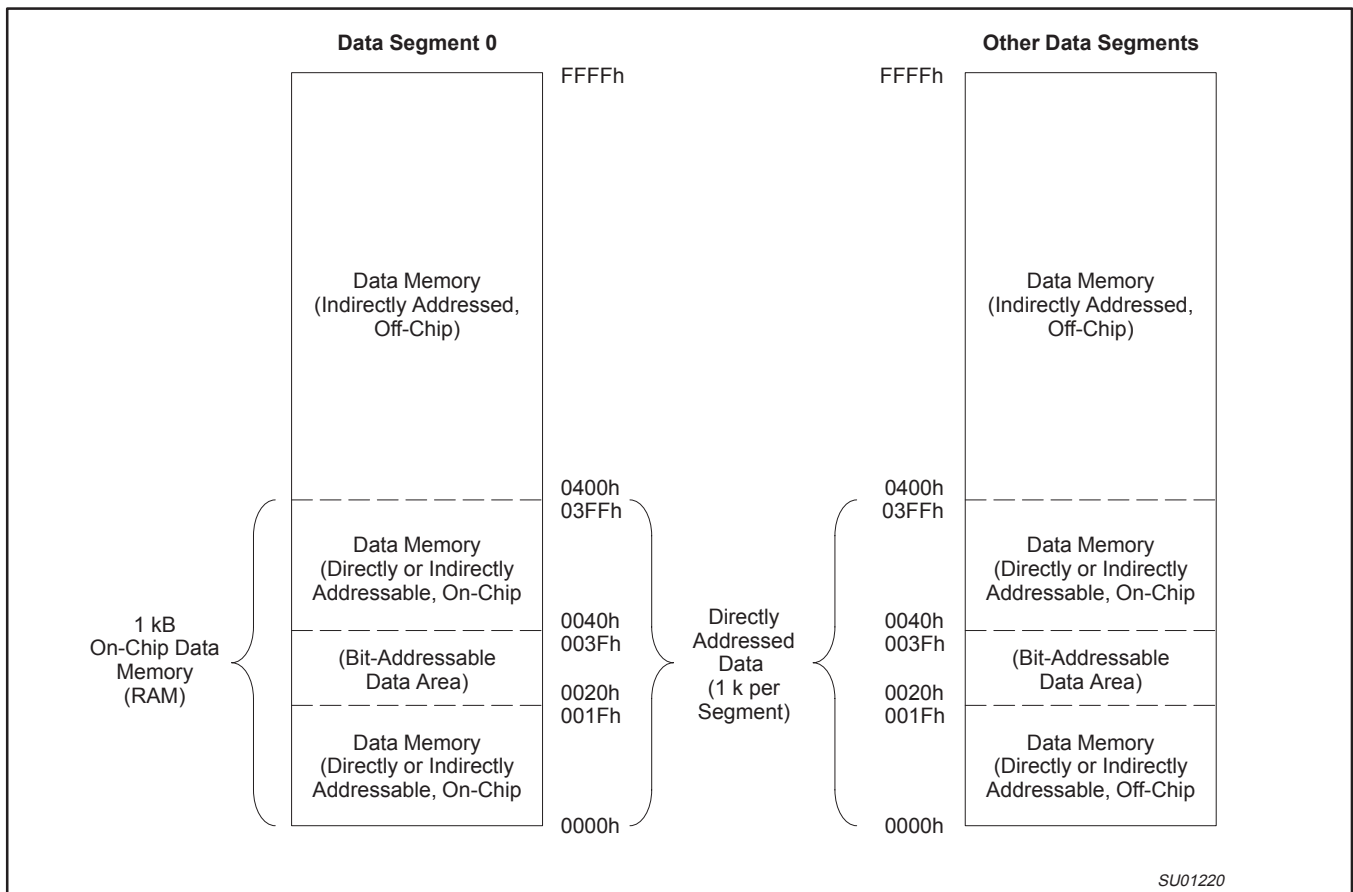 Data Segment 0
FFFFh
Data Memory
(Indirectly Addressed,
Off-Chip)
0400h
03FFh
Data Memory
(Directly or Indirectly
Addressable, On-Chip
0040h
003Fh
(Bit-Addressable
Data Area)
0020h
001Fh
Data Memory
(Directly or Indirectly
Addressable, On-Chip
0000h
1 kB
On-Chip Data
Memory
(RAM)
Directly
Addressed
Data
(1 k per
Segment)
Other Data Segments
FFFFh
Data Memory
(Indirectly Addressed,
Off-Chip)
0400h
03FFh
Data Memory
(Directly or Indirectly
Addressable, On-Chip
0040h
003Fh
(Bit-Addressable
Data Area)
0020h
001Fh
Data Memory
(Directly or Indirectly
Addressable, Off-Chip
0000h
SU01220